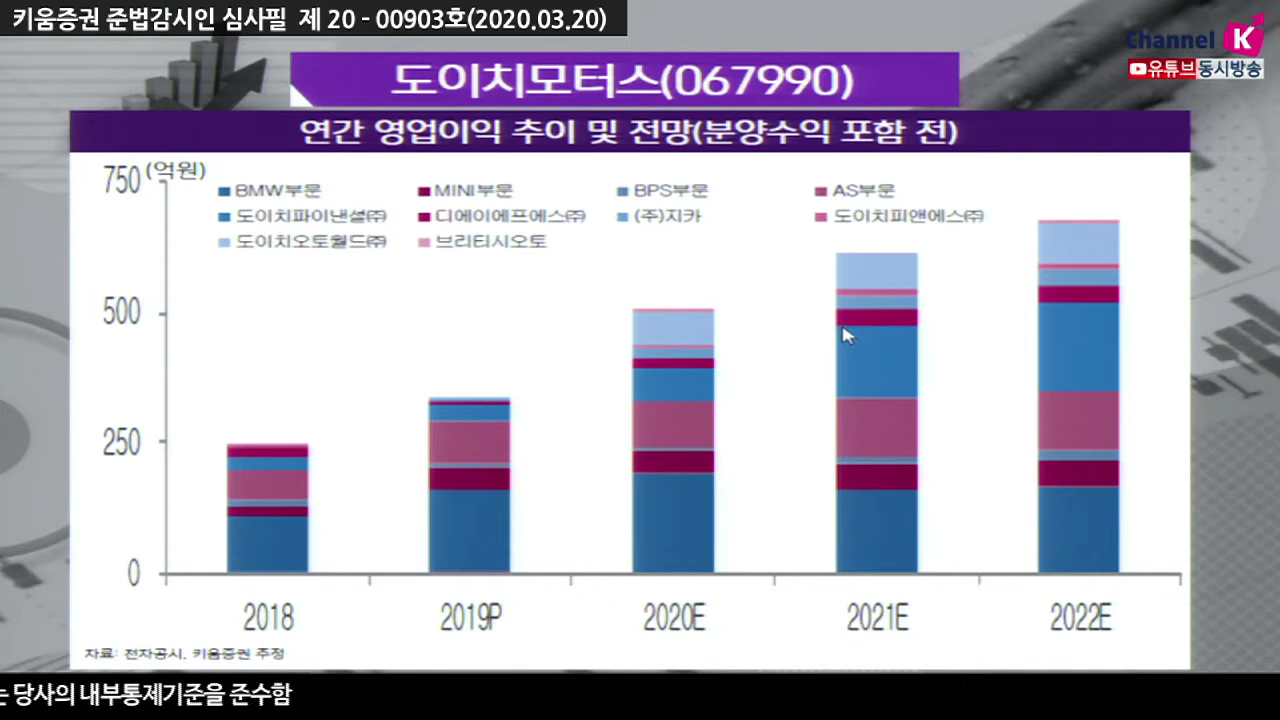 키움증권 준법감시인 심사필 제 20 - 00903호(2020.03.20)
Channel K
유튜브 동시방송
도이치모터스(067990)
연간 영업이익 추이 및 전망(분양수익 포함 전)
(억원)
750
500
250
0
BMW부문 MINI부문 BPS부문 AS부문
도이치파이낸셜㈜ 디에이에프에스㈜ (주)지카 도이치피앤에스㈜
도이치오토월드㈜ 브리티시오토
2018 2019P 2020E 2021E 2022E
자료: 전자공시, 키움증권 추정
는 당사의 내부통제기준을 준수함